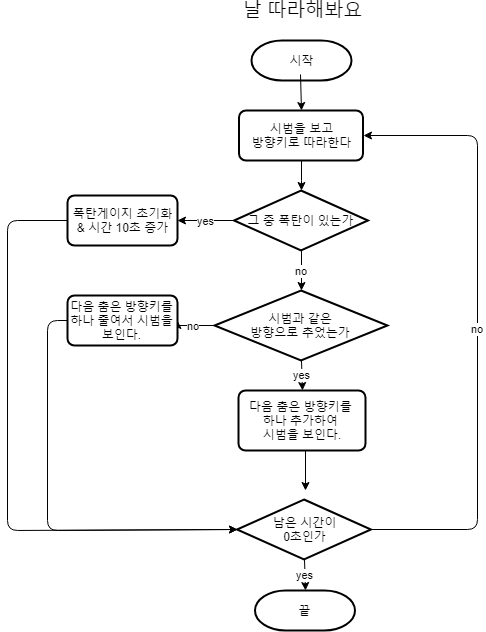 날 따라해봐요
시작
시범을 보고
방향키로 따라한다
그 중 폭탄이 있는가
yes
폭탄게이지 초기화
& 시간 10초 증가
no
시범과 같은
방향으로 추었는가
no
다음 춤은 방향키를
하나 줄여서 시범을
보인다.
yes
다음 춤은 방향키를
하나 추가하여
시범을 보인다.
남은 시간이
0초인가
no
yes
끝